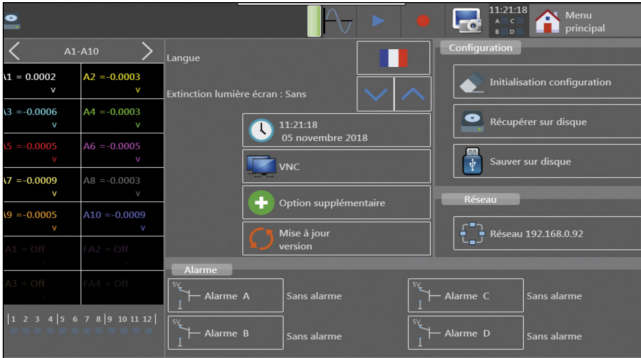 11:21:18
A C
B D
Menu
principal
A1-A10
A1 = 0.0002
V
A2 =-0.0003
V
A3 =-0.0006
V
A4 =-0.0003
V
A5 =-0.0005
V
A6 =-0.0005
V
A7 =-0.0009
V
A8 =-0.0003
V
A9 =-0.0005
V
A10 =-0.0009
V
FA1 = Off
FA2 = Off
FA3 = Off
FA4 = Off
1 2 3 4 5 6 7 8 9 10 11 12
Langue
Extinction lumière écran : Sans
11:21:18
05 novembre 2018
VNC
Option supplémentaire
Mise à jour
version
Configuration
Initialisation configuration
Récupérer sur disque
Sauver sur disque
Réseau
Réseau 192.168.0.92
Alarme
5V
Alarme A
Sans alarme
5V
Alarme C
Sans alarme
5V
Alarme B
Sans alarme
5V
Alarme D
Sans alarme